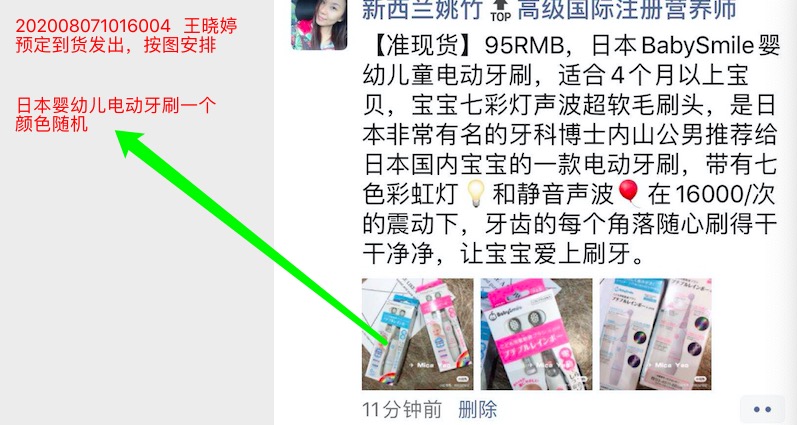 202008071016004 王晓婷
预定到货发出，按图安排
日本婴幼儿电动牙刷一个
颜色随机
新西兰姚竹 TOP 高级国际注册营养师
【准现货】95RMB，日本BabySmile婴
幼儿童电动牙刷，适合4个月以上宝
贝，宝宝七彩灯声波超软毛刷头，是日
本非常有名的牙科博士内山公男推荐给
日本国内宝宝的一款电动牙刷，带有七
色彩虹灯 和静音声波 在16000/次
的震动下，牙齿的每个角落随心刷得干
干净净，让宝宝爱上刷牙。
BabySmile
Mica Yao
Mica Yao
Mica Yao
11分钟前 删除